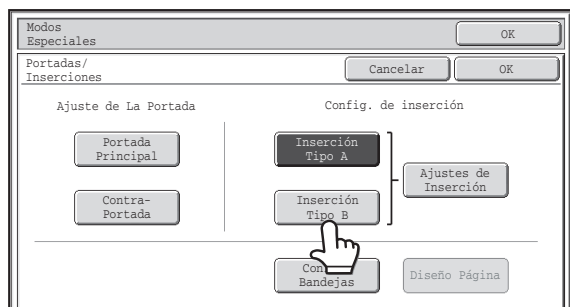 Modos
Especiales
OK
Portadas/
Inserciones
Cancelar
OK
Ajuste de La Portada
Config. de inserción
Portada
Principal
Inserción
Tipo A
Ajustes de
Inserción
Contra-
Portada
Inserción
Tipo B
Bandejas
Diseño Página